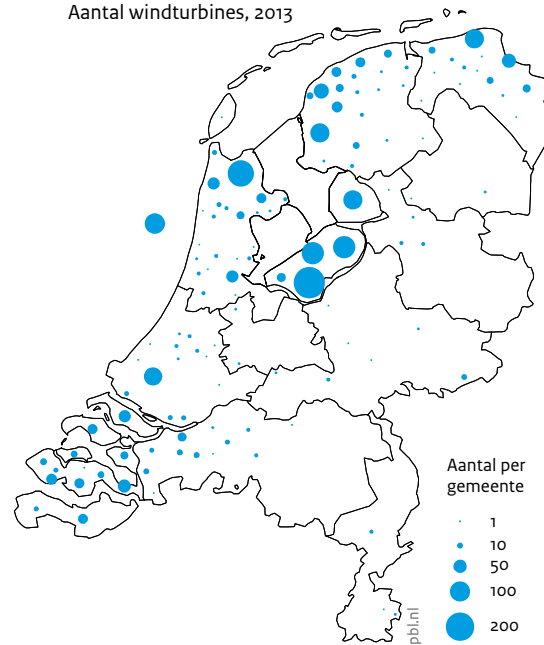 Aantal windturbines, 2013
Aantal per
gemeente
1
10
50
100
200
pbl.nl